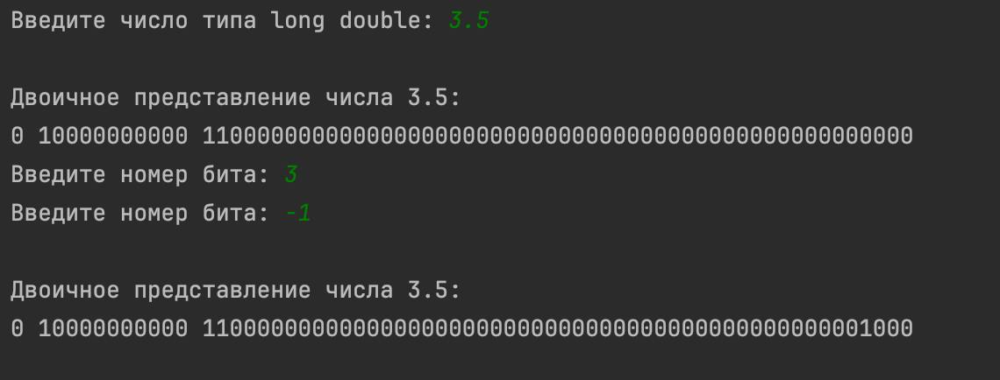 Введите число типа long double: 3.5
Двоичное представление числа 3.5:
0 10000000000 1100000000000000000000000000000000000000000000000000
Введите номер бита: 3
Введите номер бита: -1
Двоичное представление числа 3.5:
0 10000000000 1100000000000000000000000000000000000000000000001000